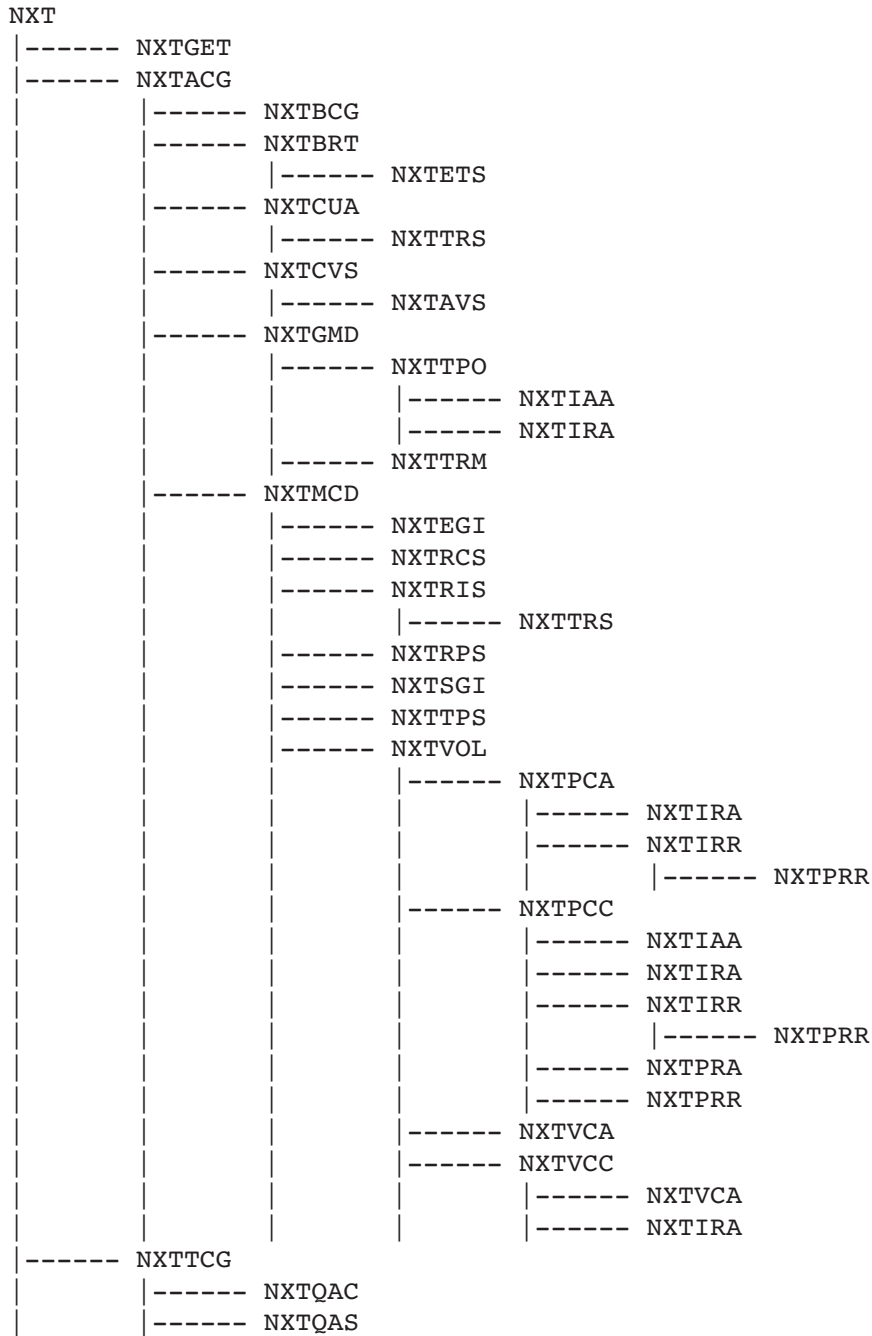 NXT
|------ NXTGET
|------ NXTACG
|       |------ NXTBCG
|       |------ NXTBRT
|       |       |------ NXTETS
|       |------ NXTCUA
|       |       |------ NXTTRS
|       |------ NXTCVS
|       |       |------ NXTAVS
|       |------ NXTGMD
|       |       |------ NXTTPO
|       |       |       |------ NXTIAA
|       |       |       |------ NXTIRA
|       |       |------ NXTTRM
|       |------ NXTMCD
|       |       |------ NXTEGI
|       |       |------ NXTRCS
|       |       |------ NXTRIS
|       |       |       |------ NXTTRS
|       |       |------ NXTRPS
|       |       |------ NXTSGI
|       |       |------ NXTTPS
|       |       |------ NXTVOL
|       |       |       |------ NXTPCA
|       |       |       |       |------ NXTIRA
|       |       |       |       |------ NXTIRR
|       |       |       |       |       |------ NXTPRR
|       |       |       |------ NXTPCC
|       |       |       |       |------ NXTIAA
|       |       |       |       |------ NXTIRA
|       |       |       |       |------ NXTIRR
|       |       |       |       |       |------ NXTPRR
|       |       |       |       |------ NXTPRA
|       |       |       |       |------ NXTPRR
|       |       |       |------ NXTVCA
|       |       |       |------ NXTVCC
|       |       |       |       |------ NXTVCA
|       |       |       |       |------ NXTIRA
|------ NXTTCG
|       |------ NXTQAC
|       |------ NXTQAS